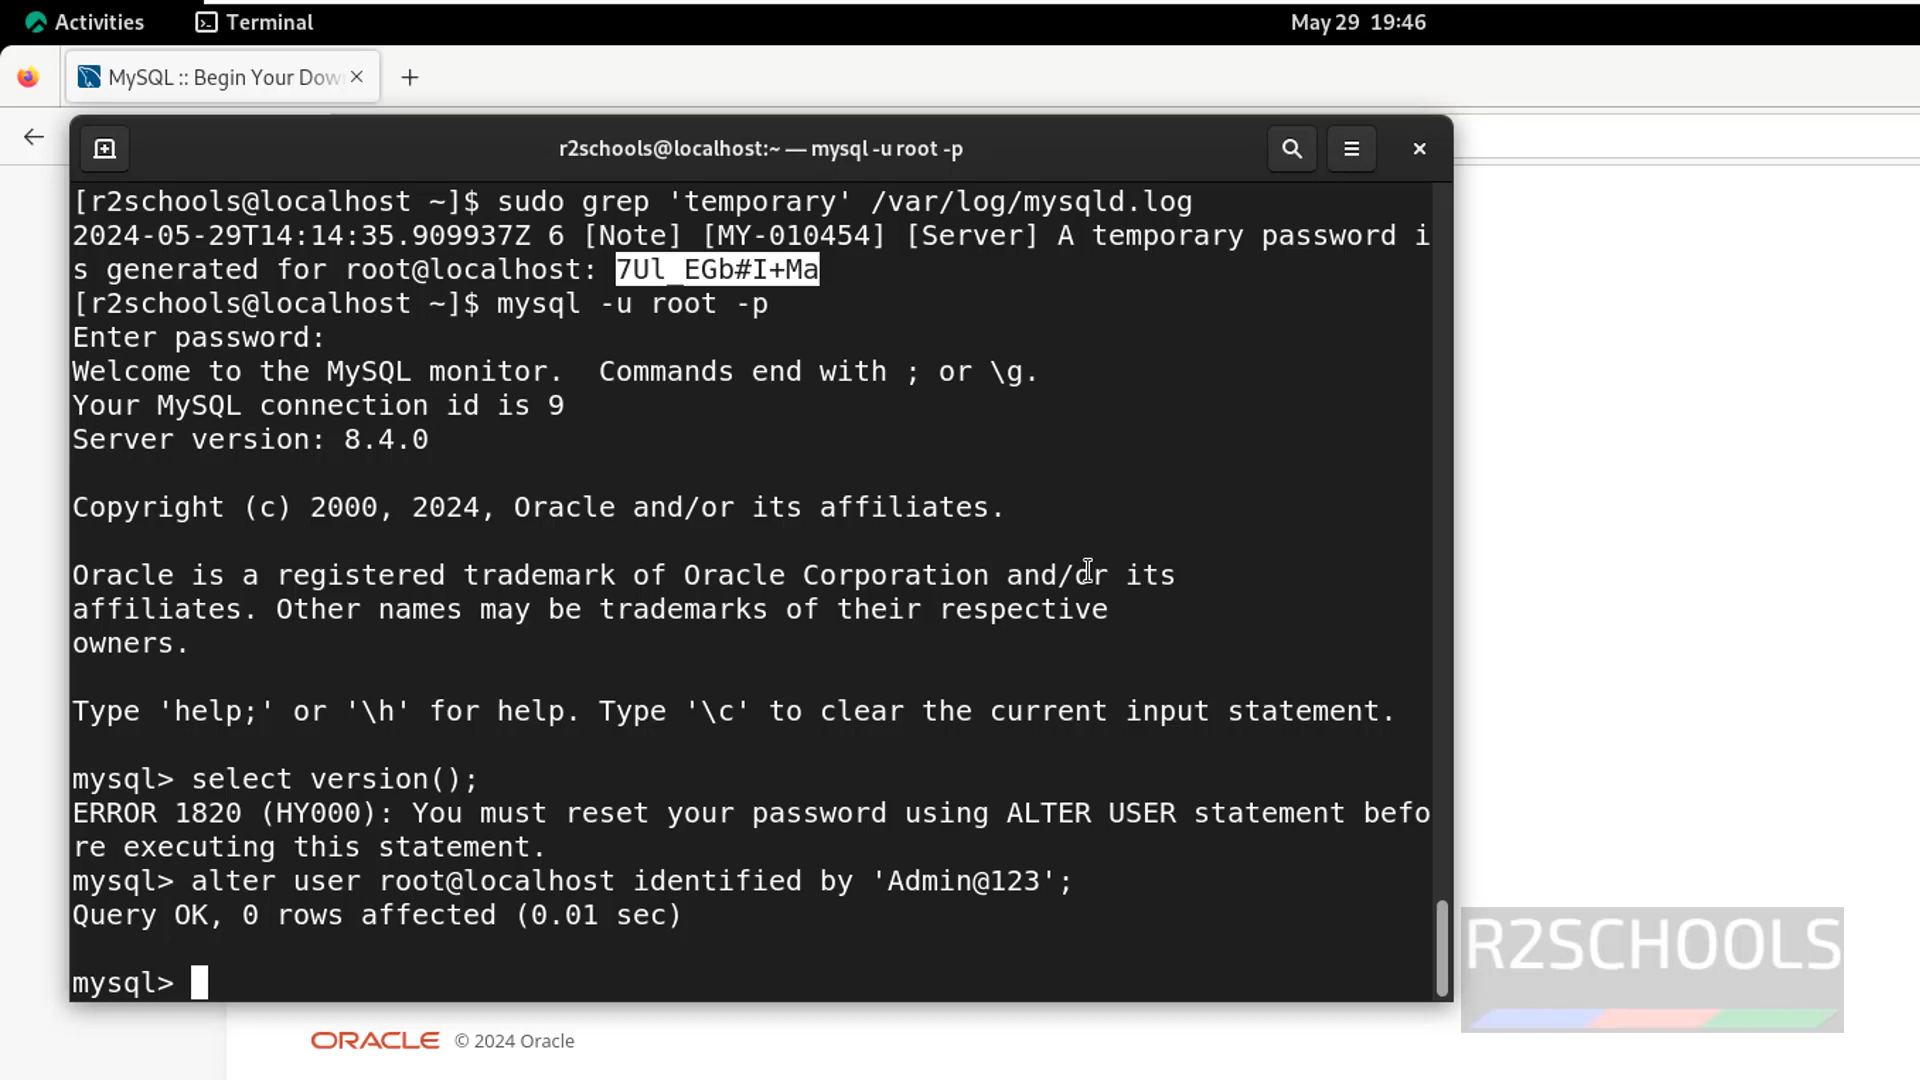 Activities
Terminal
May 29 19:46
MySQL :: Begin Your Dow
r2schools@localhost:~ — mysql -u root -p
[r2schools@localhost ~]$ sudo grep 'temporary' /var/log/mysqld.log
2024-05-29T14:14:35.909937Z 6 [Note] [MY-010454] [Server] A temporary password i
s generated for root@localhost: 7Ul_EGb#I+Ma
[r2schools@localhost ~]$ mysql -u root -p
Enter password:
Welcome to the MySQL monitor.  Commands end with ; or \g.
Your MySQL connection id is 9
Server version: 8.4.0
Copyright (c) 2000, 2024, Oracle and/or its affiliates.
Oracle is a registered trademark of Oracle Corporation and/or its
affiliates. Other names may be trademarks of their respective
owners.
Type 'help;' or '\h' for help. Type '\c' to clear the current input statement.
mysql> select version();
ERROR 1820 (HY000): You must reset your password using ALTER USER statement befo
re executing this statement.
mysql> alter user root@localhost identified by 'Admin@123';
Query OK, 0 rows affected (0.01 sec)
mysql>
R2SCHOOLS
ORACLE © 2024 Oracle